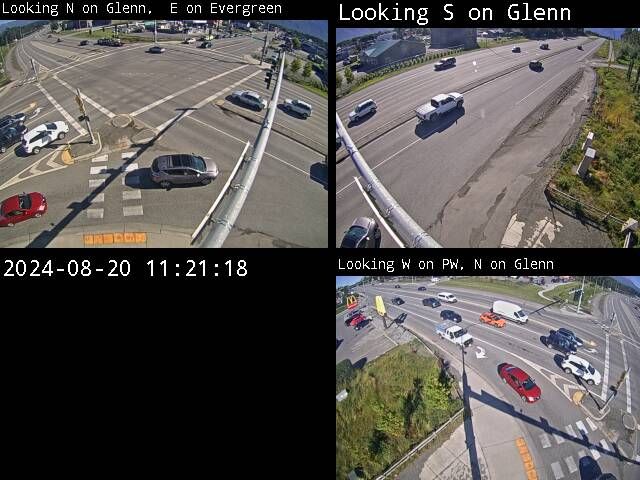 Looking N on Glenn,  E on Evergreen
Looking S on Glenn
2024-08-20 11:21:18
Looking W on PW, N on Glenn